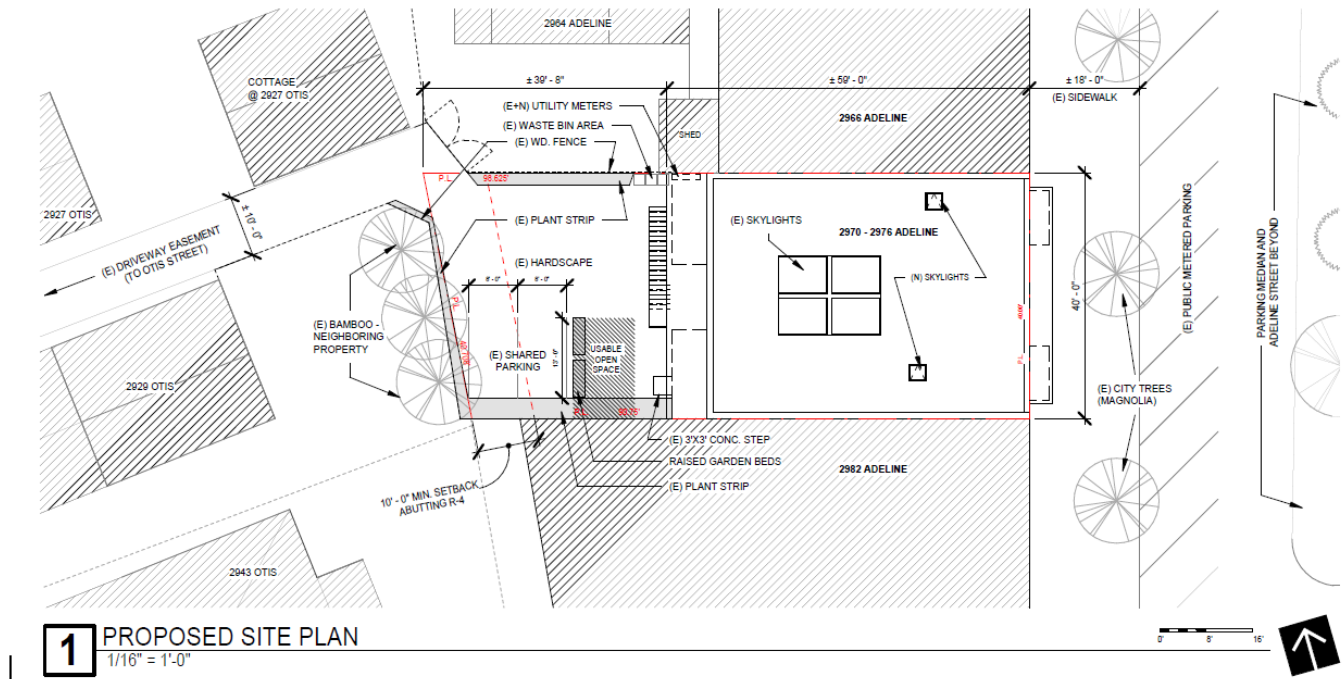 2964 ADELINE
COTTAGE
@ 2927 OTIS
± 39' - 8"
± 59' - 0"
± 18' - 0"
(E) SIDEWALK
(E+N) UTILITY METERS
(E) WASTE BIN AREA
(E) WD. FENCE
SHED
2966 ADELINE
P.L.
98.625'
2927 OTIS
± 10' - 0"
(E) DRIVEWAY EASEMENT
(TO OTIS STREET)
(E) PLANT STRIP
(E) SKYLIGHTS
2970 - 2976 ADELINE
(E) HARDSCAPE
(N) SKYLIGHTS
8' - 0"
8' - 0"
40' - 0"
(E) PUBLIC METERED PARKING
PARKING MEDIAN AND
ADELINE STREET BEYOND
(E) BAMBOO -
NEIGHBORING
PROPERTY
P.L.
(E) SHARED
PARKING
USABLE
OPEN
SPACE
P.L.
2929 OTIS
P.L.
(E) CITY TREES
(MAGNOLIA)
(E) 3'X3' CONC. STEP
RAISED GARDEN BEDS
(E) PLANT STRIP
2982 ADELINE
10' - 0" MIN. SETBACK
ABUTTING R-4
2943 OTIS
1
PROPOSED SITE PLAN
1/16" = 1'-0"
0'
8'
16'